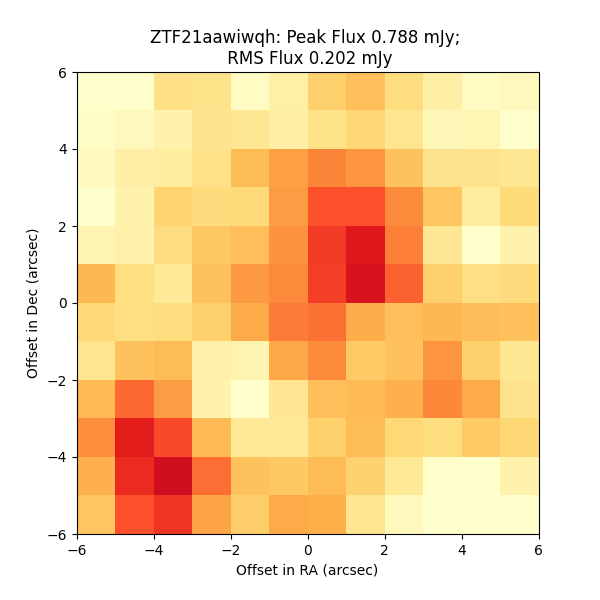 ZTF21aawiwqh: Peak Flux 0.788 mJy;
RMS Flux 0.202 mJy
6
4
2
0
−2
−4
−6
Offset in Dec (arcsec)
−6 −4 −2 0 2 4 6
Offset in RA (arcsec)